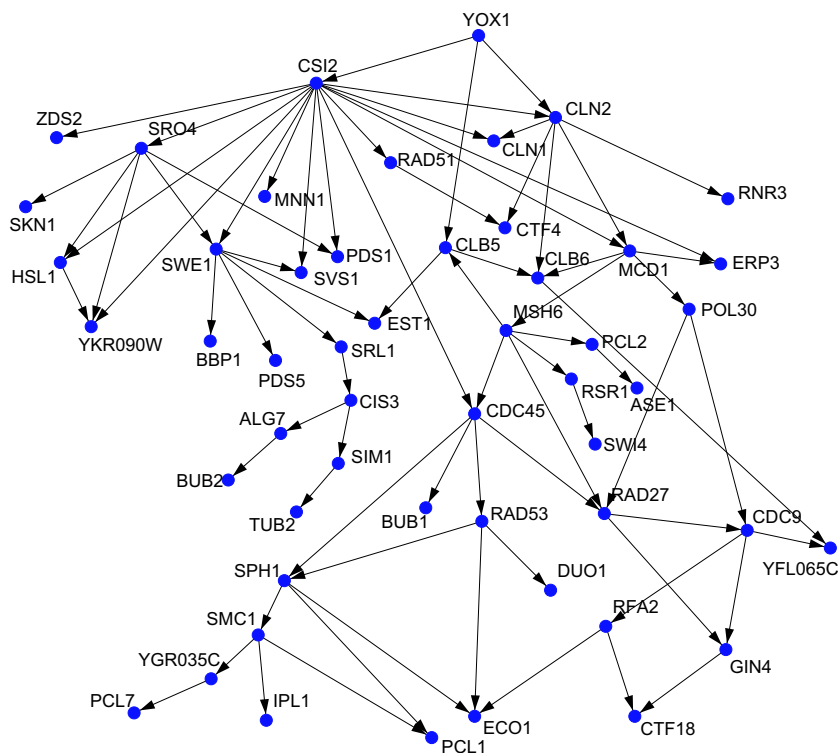 YOX1
CSI2
CLN2
ZDS2
SRO4
CLN1
RAD51
MNN1
RNR3
SKN1
CTF4
PDS1
CLB5
CLB6
MCD1
ERP3
HSL1
SWE1
SVS1
POL30
MSH6
EST1
YKR090W
BBP1
SRL1
PCL2
PDS5
RSR1
ASE1
CIS3
CDC45
ALG7
SWI4
SIM1
BUB2
RAD27
TUB2
BUB1
RAD53
CDC9
YFL065C
SPH1
DUO1
RFA2
SMC1
YGR035C
GIN4
PCL7
IPL1
ECO1
CTF18
PCL1